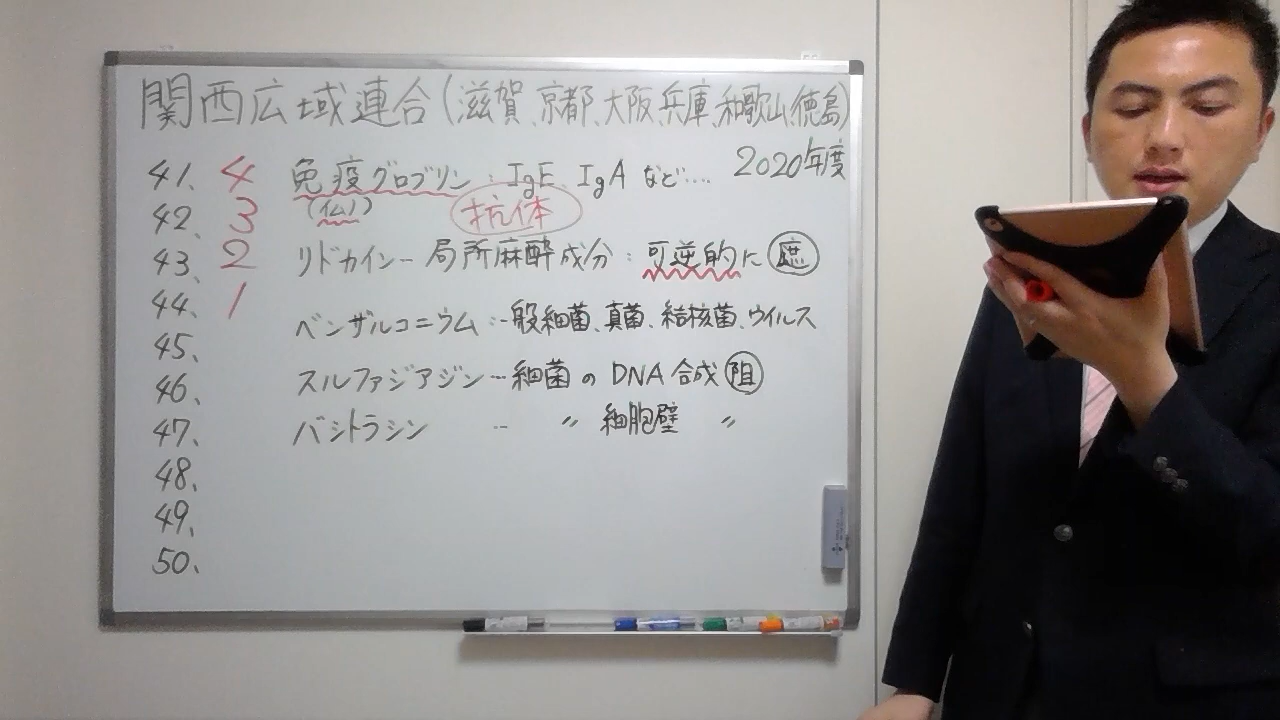 関西広域連合(滋賀、京都、大阪、兵庫、和歌山、徳島)
2020年度
41、 4 免疫グロブリン : IgE、IgA など….
42、 3 (イムノ) 抗体
43、 2 リドカイン… 局所麻酔成分 : 可逆的に 遮
44、 1
ベンザルコニウム … 一般細菌、真菌、結核菌、ウイルス
45、
46、 スルファジアジン … 細菌の DNA 合成 阻
47、 バシトラシン … 〃 細胞壁 〃
48、
49、
50、